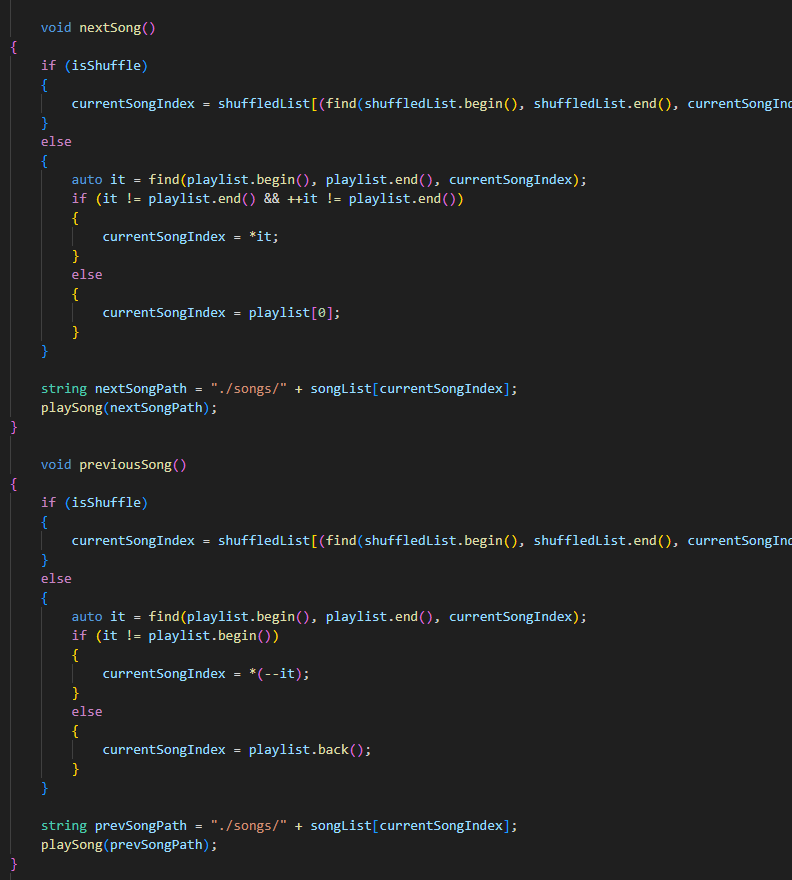 void nextSong()
{
if (isShuffle)
{
currentSongIndex = shuffledList[(find(shuffledList.begin(), shuffledList.end(),
}
else
{
auto it = find(playlist.begin(), playlist.end(), currentSongIndex);
if (it != playlist.end() && ++it != playlist.end())
{
currentSongIndex = *it;
}
else
{
currentSongIndex = playlist[0];
}
}
string nextSongPath = "./songs/" + songList[currentSongIndex];
playSong(nextSongPath);
}
void previousSong()
{
if (isShuffle)
{
currentSongIndex = shuffledList[(find(shuffledList.begin(), shuffledList.end(),
}
else
{
auto it = find(playlist.begin(), playlist.end(), currentSongIndex);
if (it != playlist.begin())
{
currentSongIndex = *(--it);
}
else
{
currentSongIndex = playlist.back();
}
}
string prevSongPath = "./songs/" + songList[currentSongIndex];
playSong(prevSongPath);
}